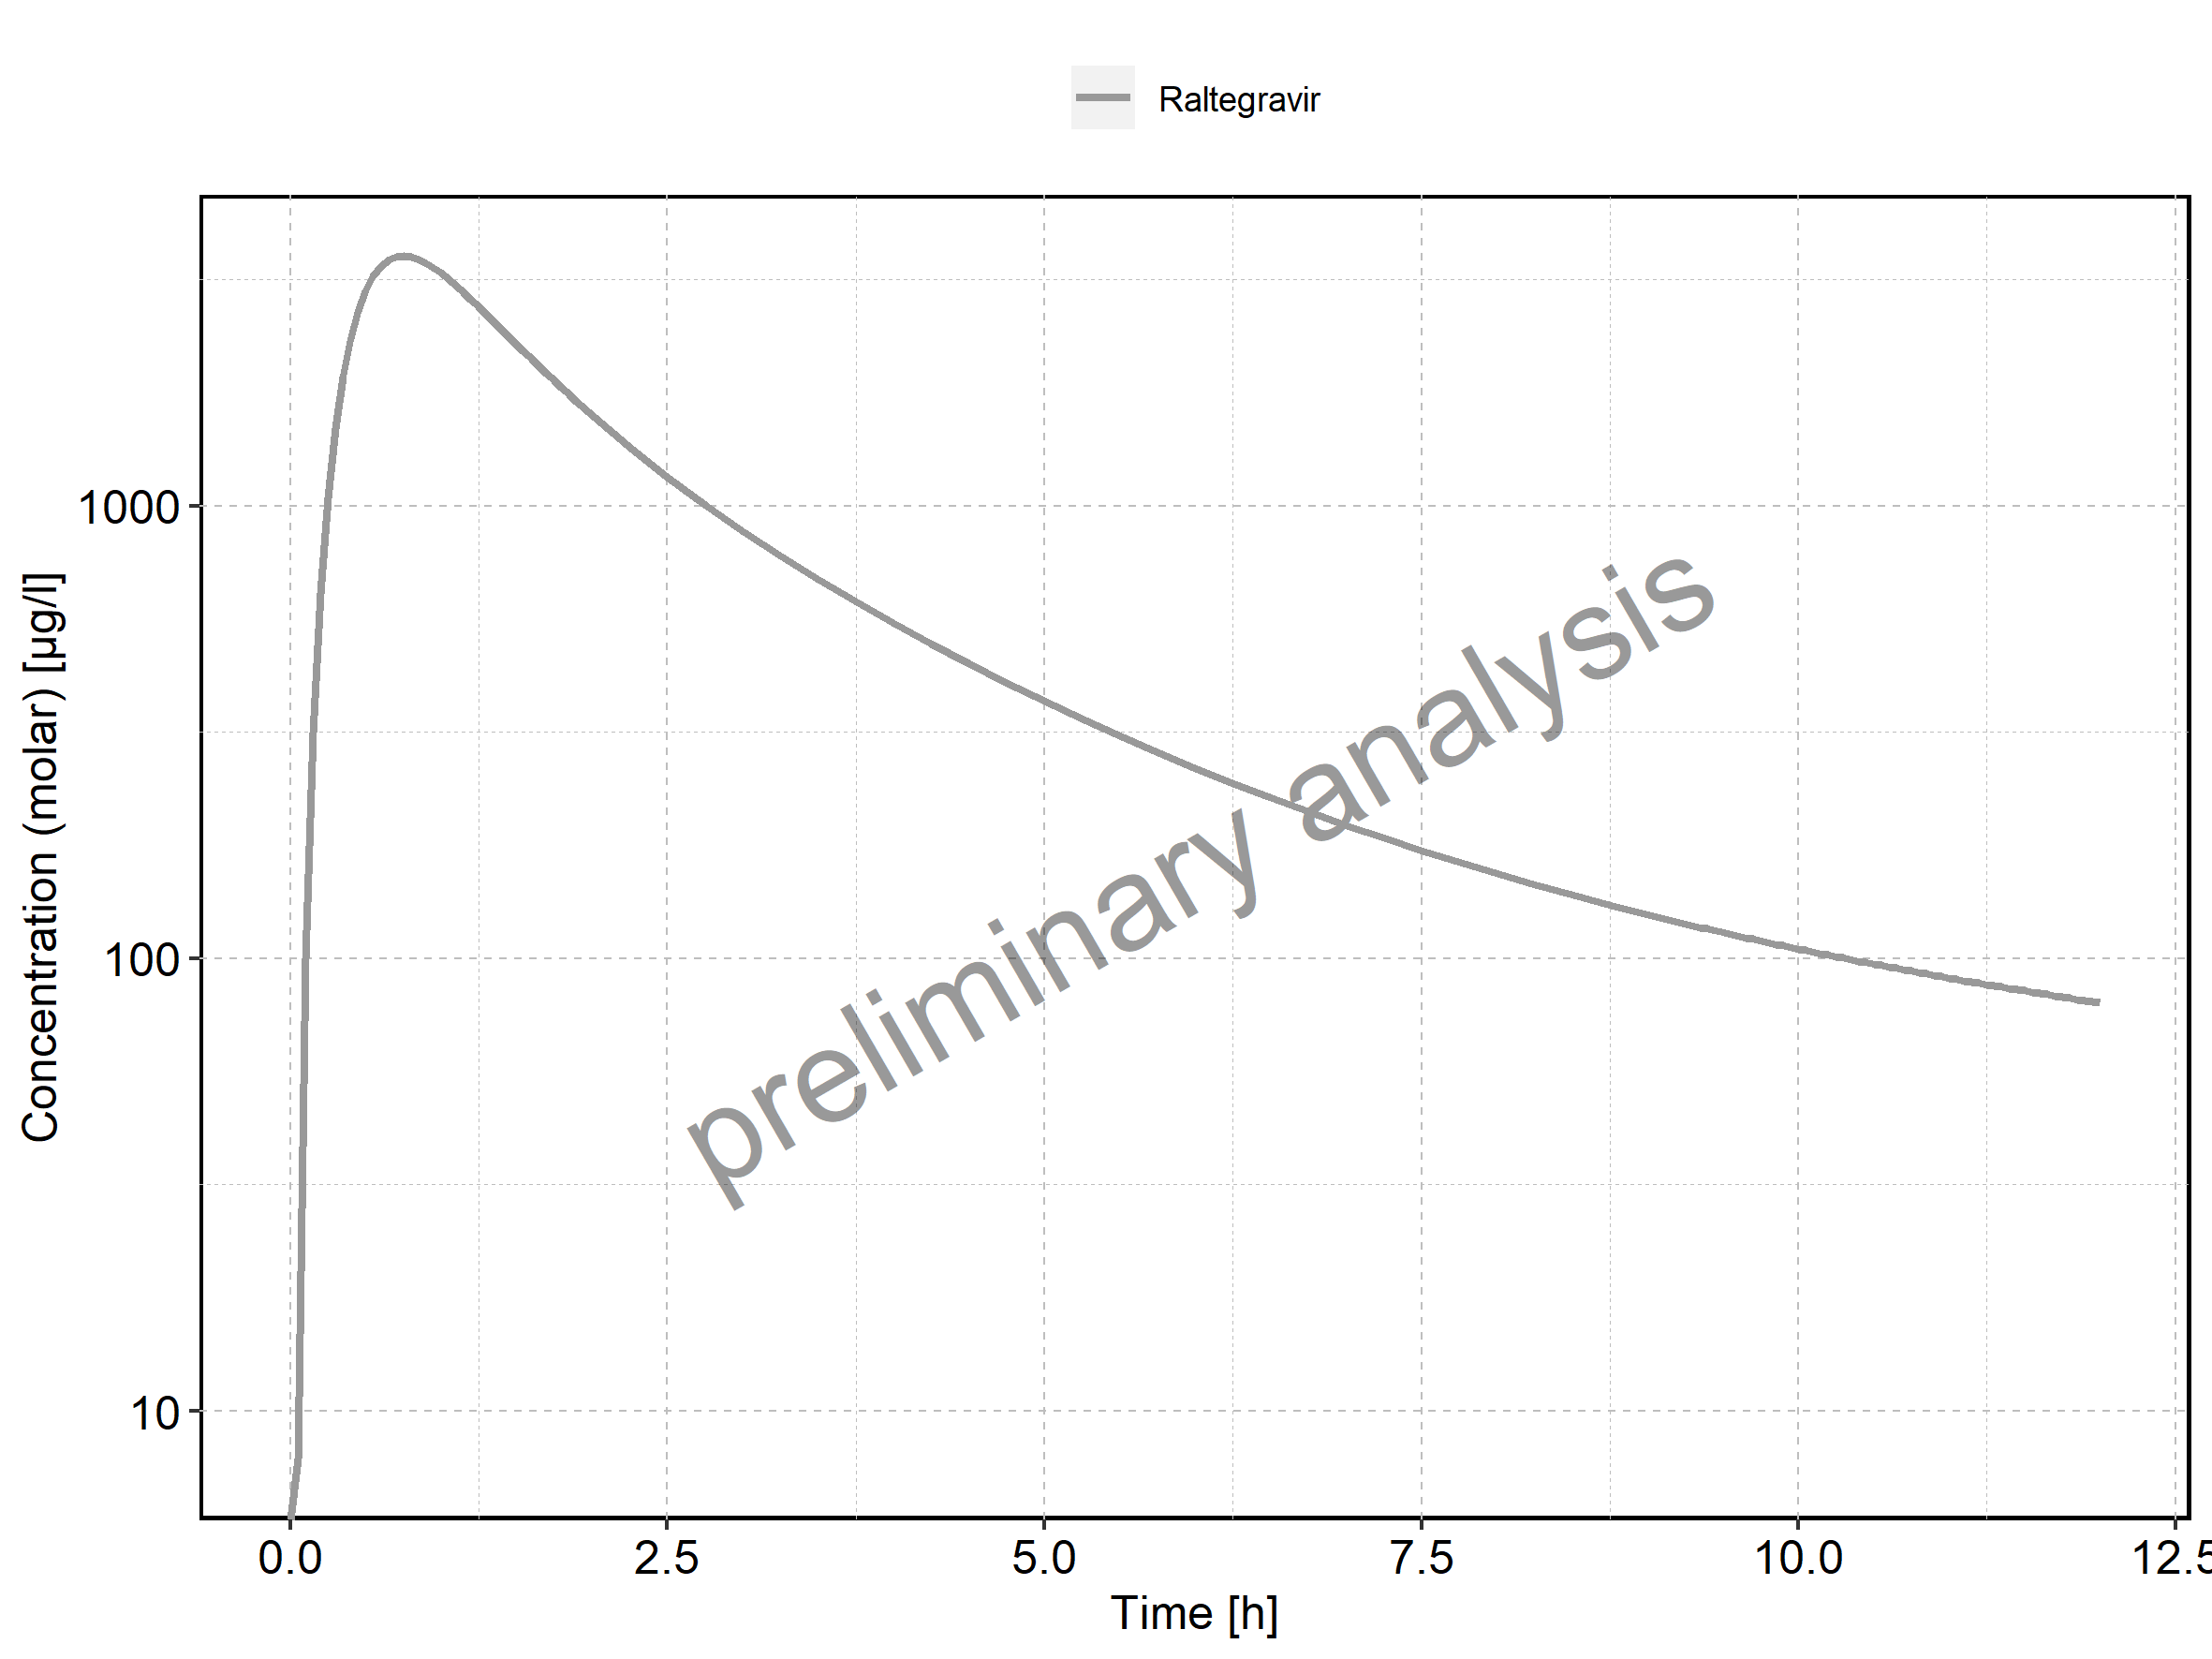 Raltegravir
Concentration (molar) [µg/l]
1000
100
10
preliminary analysis
0.0 2.5 5.0 7.5 10.0 12.5
Time [h]